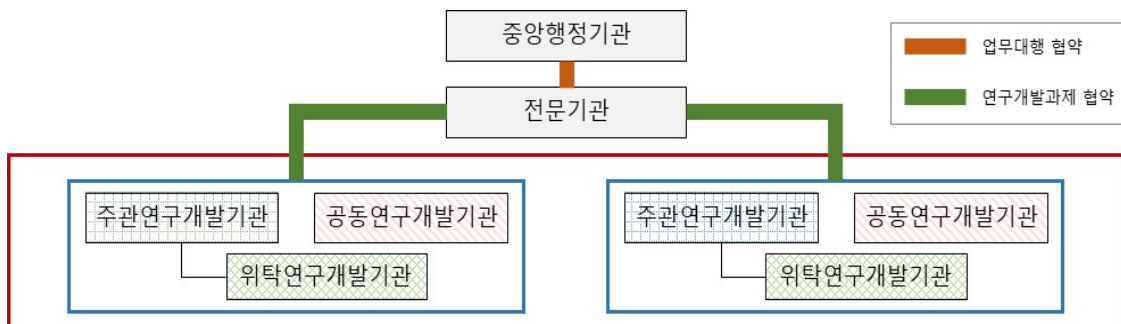 중앙행정기관
업무대행 협약
전문기관
연구개발과제 협약
주관연구개발기관
공동연구개발기관
위탁연구개발기관
주관연구개발기관
공동연구개발기관
위탁연구개발기관